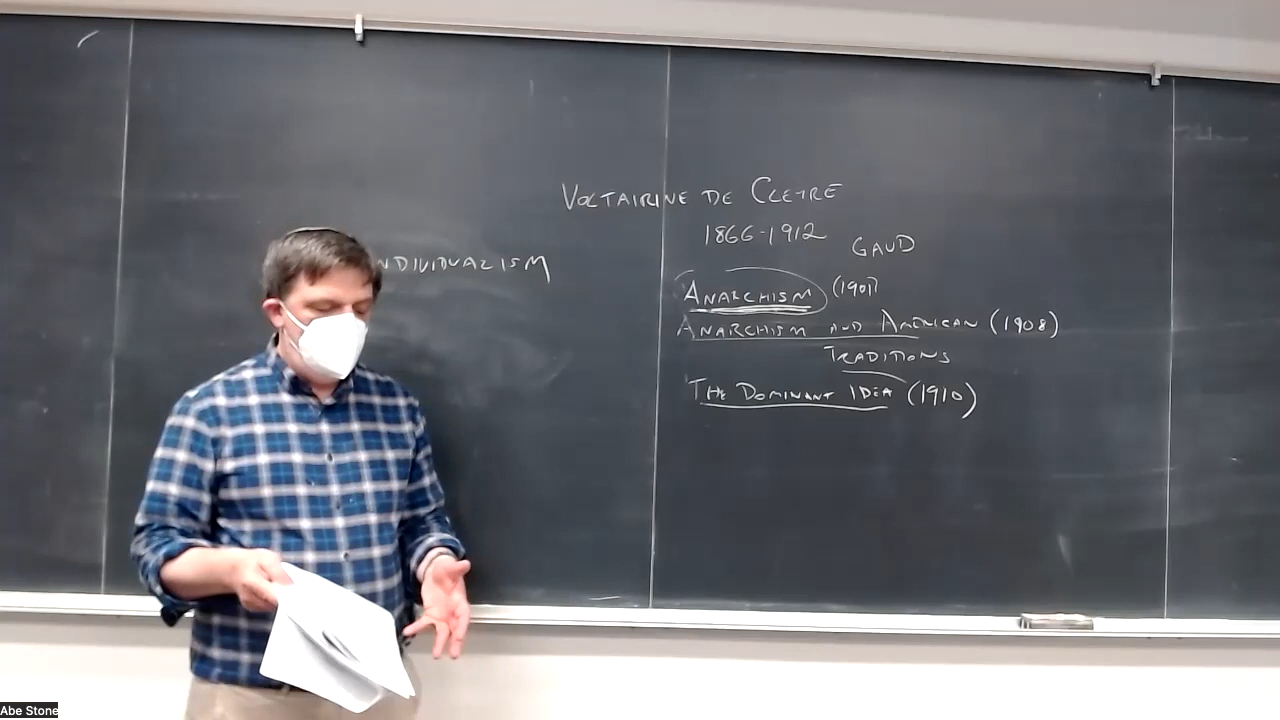 VOLTAIRINE DE CLEYRE
1866-1912
GAUD
NDIVIDUALISM
ANARCHISM (1901)
ANARCHISM AND AMERICAN (1908)
TRADITIONS
THE DOMINANT IDEA (1910)
Abe Stone